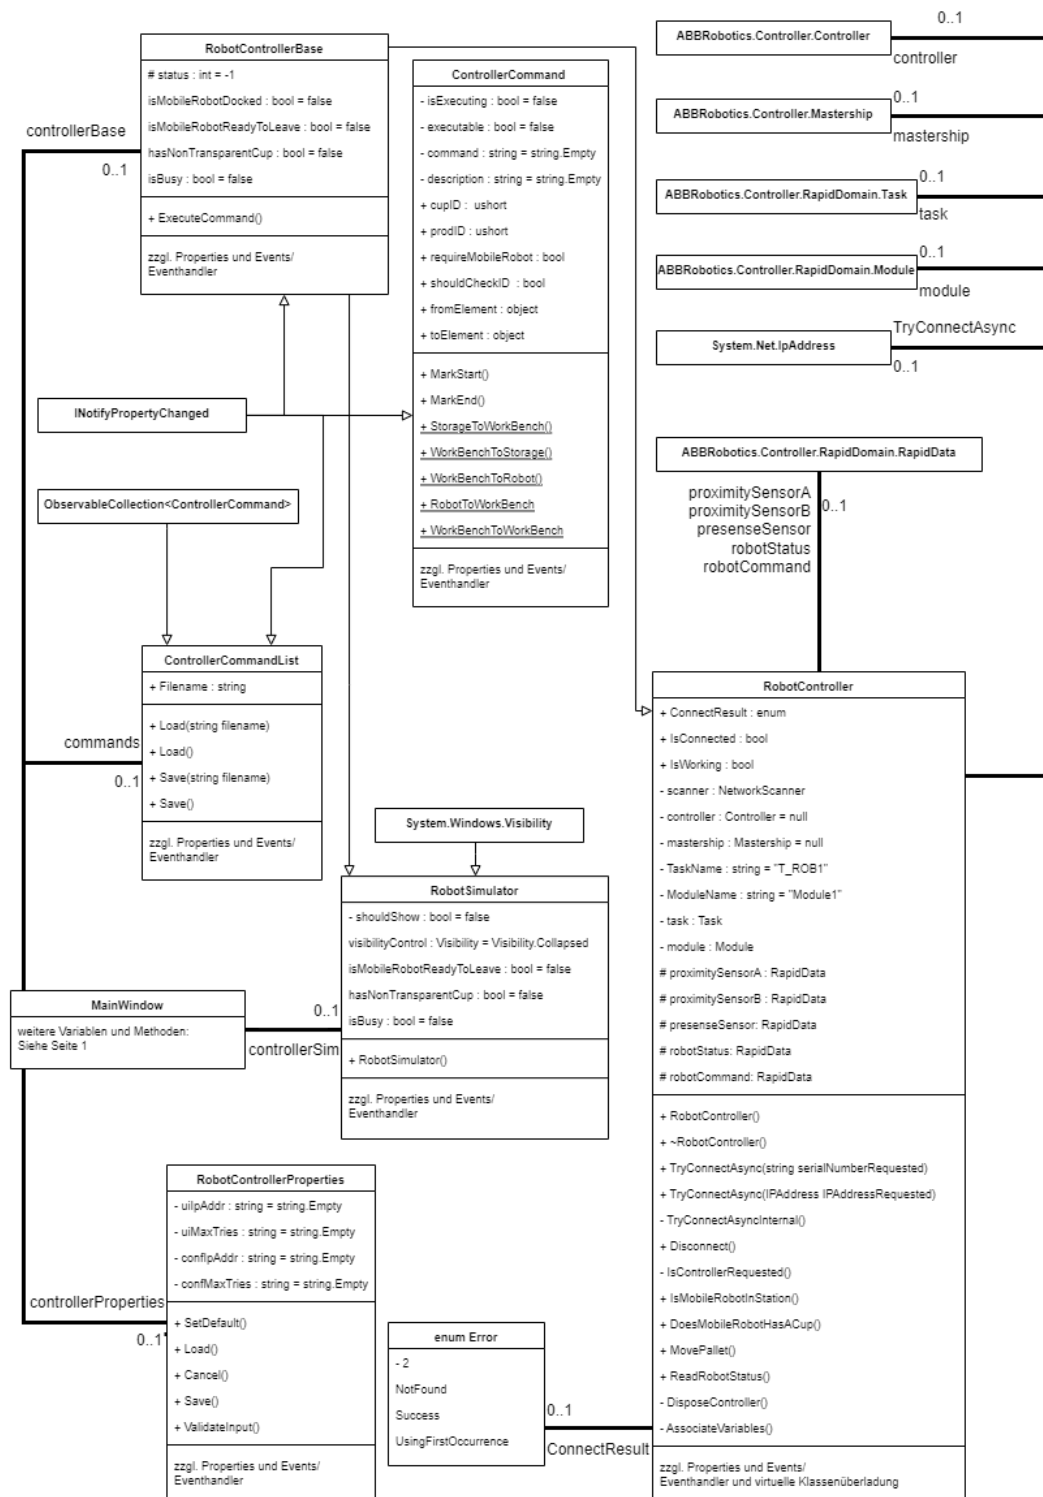 RobotControllerBase
# status : int = -1
isMobileRobotDocked : bool = false
isMobileRobotReadyToLeave : bool = false
hasNonTransparentCup : bool = false
isBusy : bool = false
+ ExecuteCommand()
zzgl. Properties und Events/
Eventhandler
controllerBase
0..1
ControllerCommand
- isExecuting : bool = false
- executable : bool = false
- command : string = string.Empty
- description : string = string.Empty
+ cupID : ushort
+ prodID : ushort
+ requireMobileRobot : bool
+ shouldCheckID : bool
+ fromElement : object
+ toElement : object
+ MarkStart()
+ MarkEnd()
+ StorageToWorkBench()
+ WorkBenchToStorage()
+ WorkBenchToRobot()
+ RobotToWorkBench
+ WorkBenchToWorkBench
zzgl. Properties und Events/
Eventhandler
ABBRobotics.Controller.Controller
0..1
controller
ABBRobotics.Controller.Mastership
0..1
mastership
ABBRobotics.Controller.RapidDomain.Task
0..1
task
ABBRobotics.Controller.RapidDomain.Module
0..1
module
System.Net.IpAddress
TryConnectAsync
0..1
INotifyPropertyChanged
ObservableCollection<ControllerCommand>
ABBRobotics.Controller.RapidDomain.RapidData
proximitySensorA
proximitySensorB
presenseSensor
robotStatus
robotCommand
0..1
ControllerCommandList
+ Filename : string
+ Load(string filename)
+ Load()
+ Save(string filename)
+ Save()
zzgl. Properties und Events/
Eventhandler
commands
0..1
System.Windows.Visibility
RobotSimulator
- shouldShow : bool = false
visibilityControl : Visibility = Visibility.Collapsed
isMobileRobotReadyToLeave : bool = false
hasNonTransparentCup : bool = false
isBusy : bool = false
+ RobotSimulator()
zzgl. Properties und Events/
Eventhandler
MainWindow
weitere Variablen und Methoden:
Siehe Seite 1
0..1
controllerSim
RobotController
+ ConnectResult : enum
+ IsConnected : bool
+ IsWorking : bool
- scanner : NetworkScanner
- controller : Controller = null
- mastership : Mastership = null
- TaskName : string = "T_ROB1"
- ModuleName : string = "Module1"
- task : Task
- module : Module
# proximitySensorA : RapidData
# proximitySensorB : RapidData
# presenseSensor: RapidData
# robotStatus: RapidData
# robotCommand: RapidData
+ RobotController()
+ ~RobotController()
+ TryConnectAsync(string serialNumberRequested)
+ TryConnectAsync(IPAddress IPAddressRequested)
- TryConnectAsyncInternal()
+ Disconnect()
- IsControllerRequested()
+ IsMobileRobotInStation()
+ DoesMobileRobotHasACup()
+ MovePallet()
+ ReadRobotStatus()
- DisposeController()
- AssociateVariables()
zzgl. Properties und Events/
Eventhandler und virtuelle Klassenüberladung
RobotControllerProperties
- uiIpAddr : string = string.Empty
- uiMaxTries : string = string.Empty
- confIpAddr : string = string.Empty
- confMaxTries : string = string.Empty
+ SetDefault()
+ Load()
+ Cancel()
+ Save()
+ ValidateInput()
zzgl. Properties und Events/
Eventhandler
controllerProperties
0..1
enum Error
- 2
NotFound
Success
UsingFirstOccurrence
0..1
ConnectResult